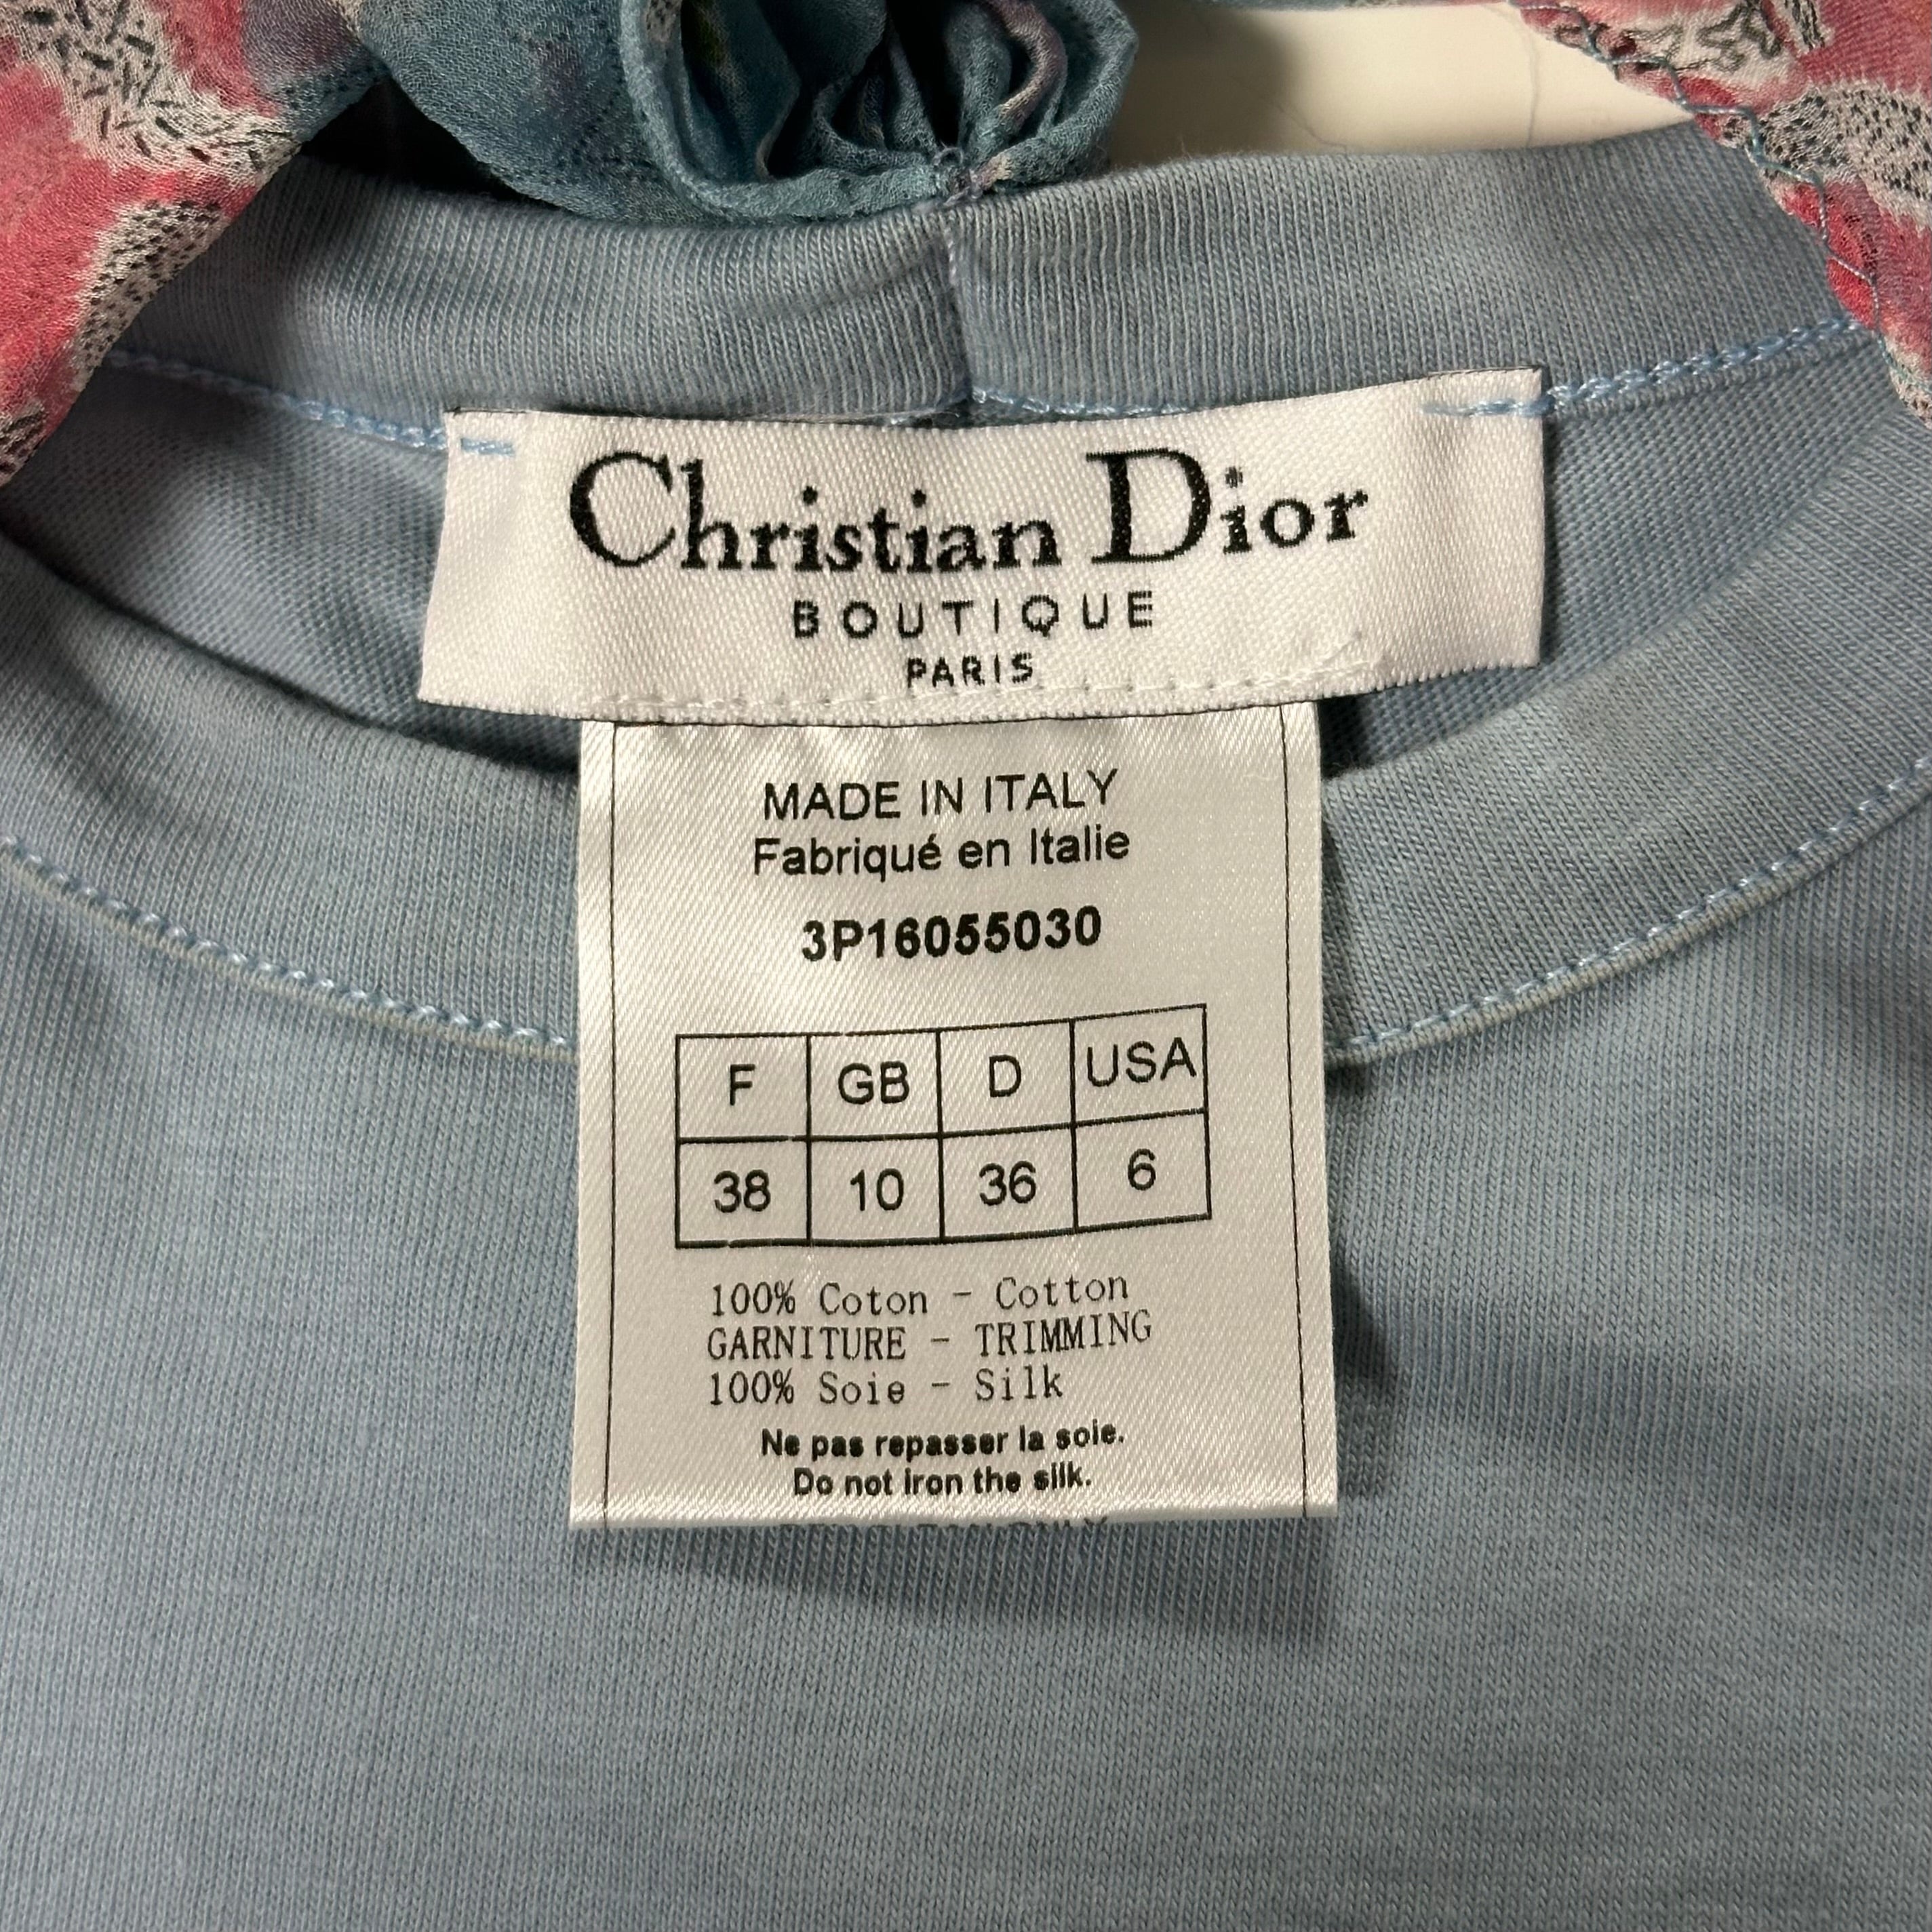 Christian Dior
BOUTIQUE
PARIS
MADE IN ITALY
Fabriqué en Italie
3P16055030
F GB D USA
38 10 36 6
100% Coton - Cotton
GARNITURE - TRIMMING
100% Soie - Silk
Ne pas repasser la soie.
Do not iron the silk.